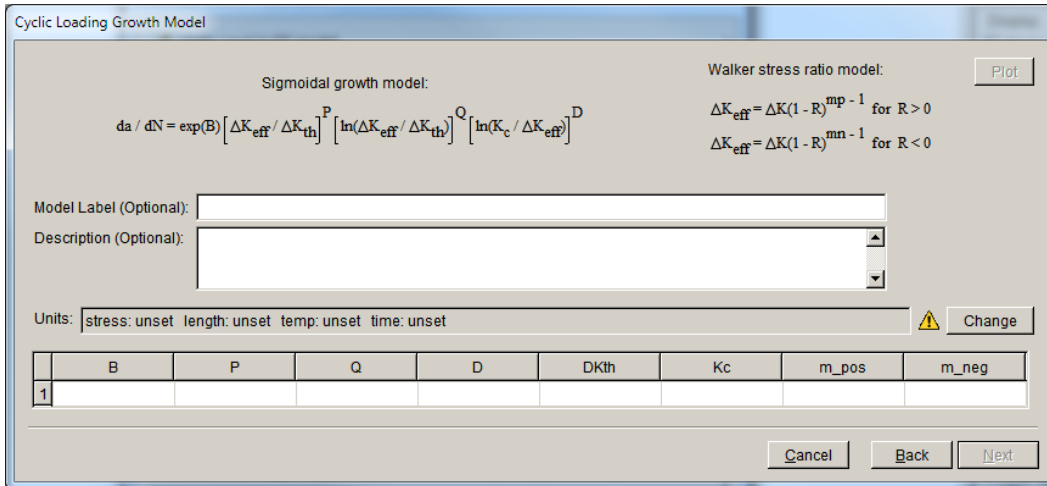 Cyclic Loading Growth Model
Sigmoidal growth model:
da / dN = exp(B)[ΔKeff / ΔKth]^P [ln(ΔKeff / ΔKth)]^Q [ln(Kc / ΔKeff)]^D
Walker stress ratio model:
ΔKeff = ΔK(1 - R)^mp - 1 for R > 0
ΔKeff = ΔK(1 - R)^mn - 1 for R < 0
Plot
Model Label (Optional):
Description (Optional):
Units: stress: unset length: unset temp: unset time: unset Change
B P Q D DKth Kc m_pos m_neg
1
Cancel Back Next